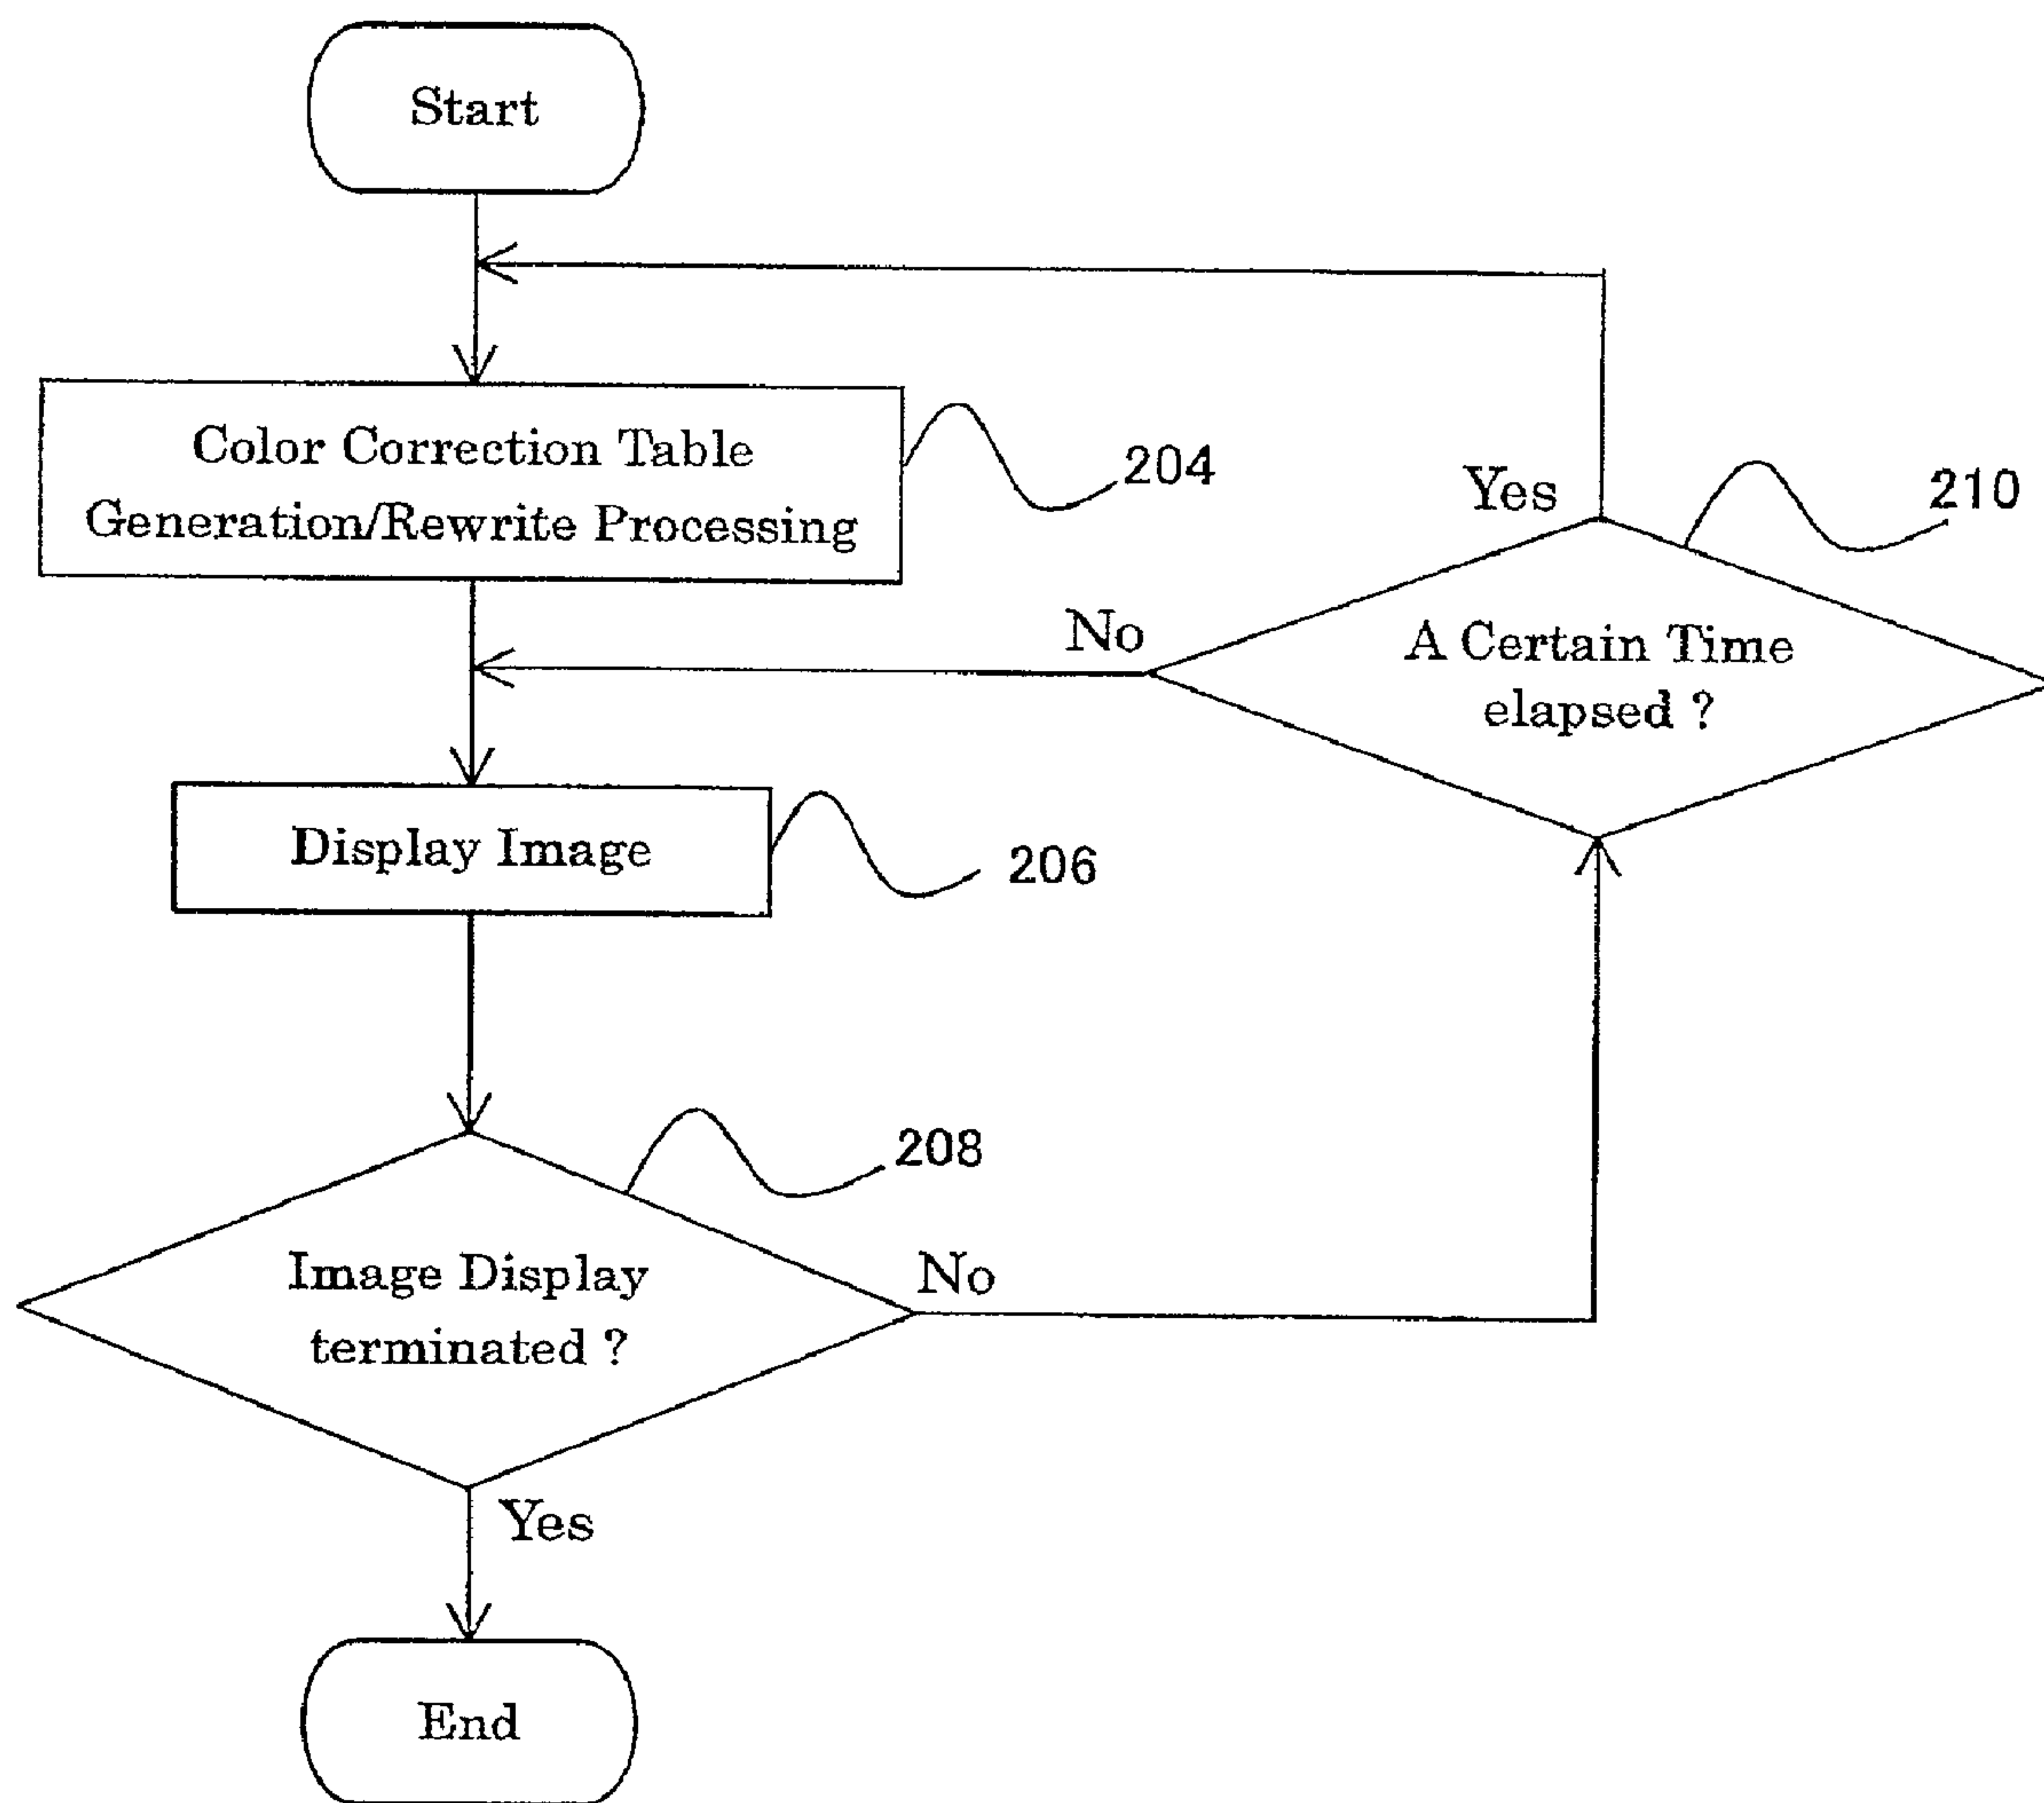 Start
Color Correction Table
Generation/Rewrite Processing
204
Yes
210
No
A Certain Time
elapsed ?
Display Image
206
208
Image Display
terminated ?
No
Yes
End